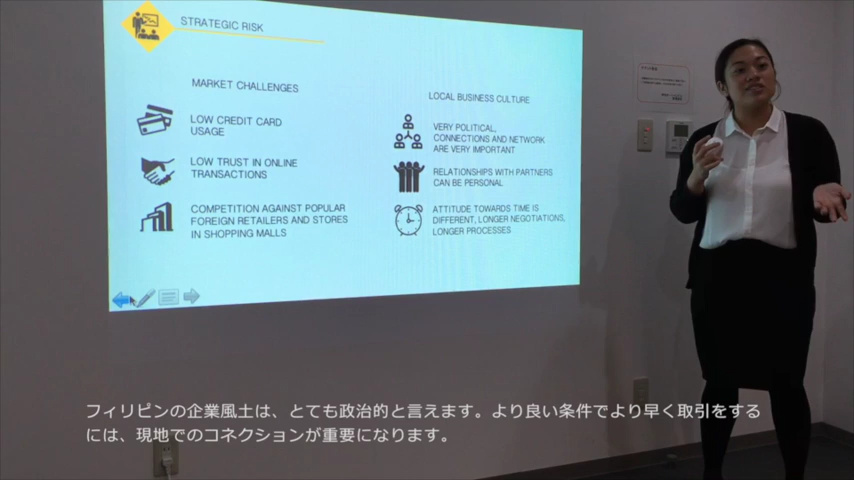 STRATEGIC RISK
MARKET CHALLENGES
LOW CREDIT CARD
USAGE
LOW TRUST IN ONLINE
TRANSACTIONS
COMPETITION AGAINST POPULAR
FOREIGN RETAILERS AND STORES
IN SHOPPING MALLS
LOCAL BUSINESS CULTURE
VERY POLITICAL,
CONNECTIONS AND NETWORK
ARE VERY IMPORTANT
RELATIONSHIPS WITH PARTNERS
CAN BE PERSONAL
ATTITUDE TOWARDS TIME IS
DIFFERENT, LONGER NEGOTIATIONS,
LONGER PROCESSES
フィリピンの企業風土は、とても政治的と言えます。より良い条件でより早く取引をする
には、現地でのコネクションが重要になります。